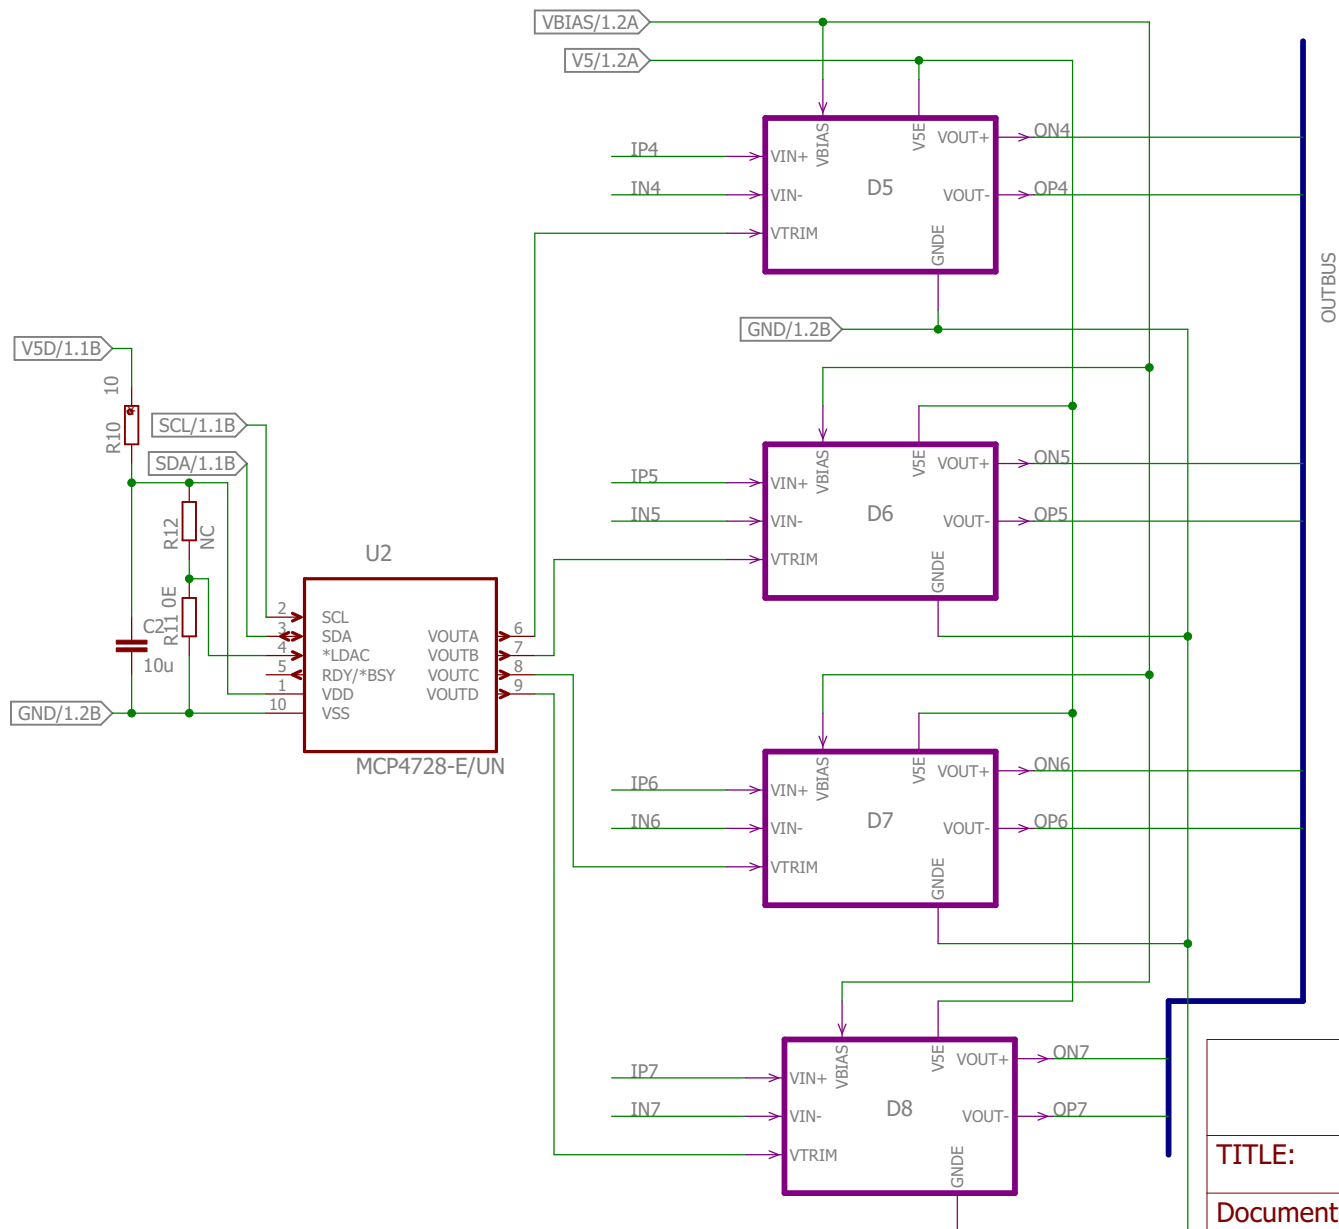 VBIAS/1.2A
V5/1.2A
VBIAS
V5E
VOUT+
ON4
IP4
VIN+
D5
IN4
VIN-
VOUT-
OP4
VTRIM
GNDE
OUTBUS
GND/1.2B
V5D/1.1B
10
R10
SCL/1.1B
SDA/1.1B
VBIAS
V5E
VOUT+
ON5
IP5
VIN+
D6
IN5
VIN-
VOUT-
OP5
VTRIM
GNDE
R12
NC
U2
R11
0E
C2
10u
2 SCL
3 SDA
4 *LDAC
5 RDY/*BSY
1 VDD
10 VSS
VOUTA 6
VOUTB 7
VOUTC 8
VOUTD 9
GND/1.2B
MCP4728-E/UN
VBIAS
V5E
VOUT+
ON6
IP6
VIN+
D7
IN6
VIN-
VOUT-
OP6
VTRIM
GNDE
VBIAS
V5E
VOUT+
ON7
IP7
VIN+
D8
IN7
VIN-
VOUT-
OP7
VTRIM
GNDE
TITLE:
Document